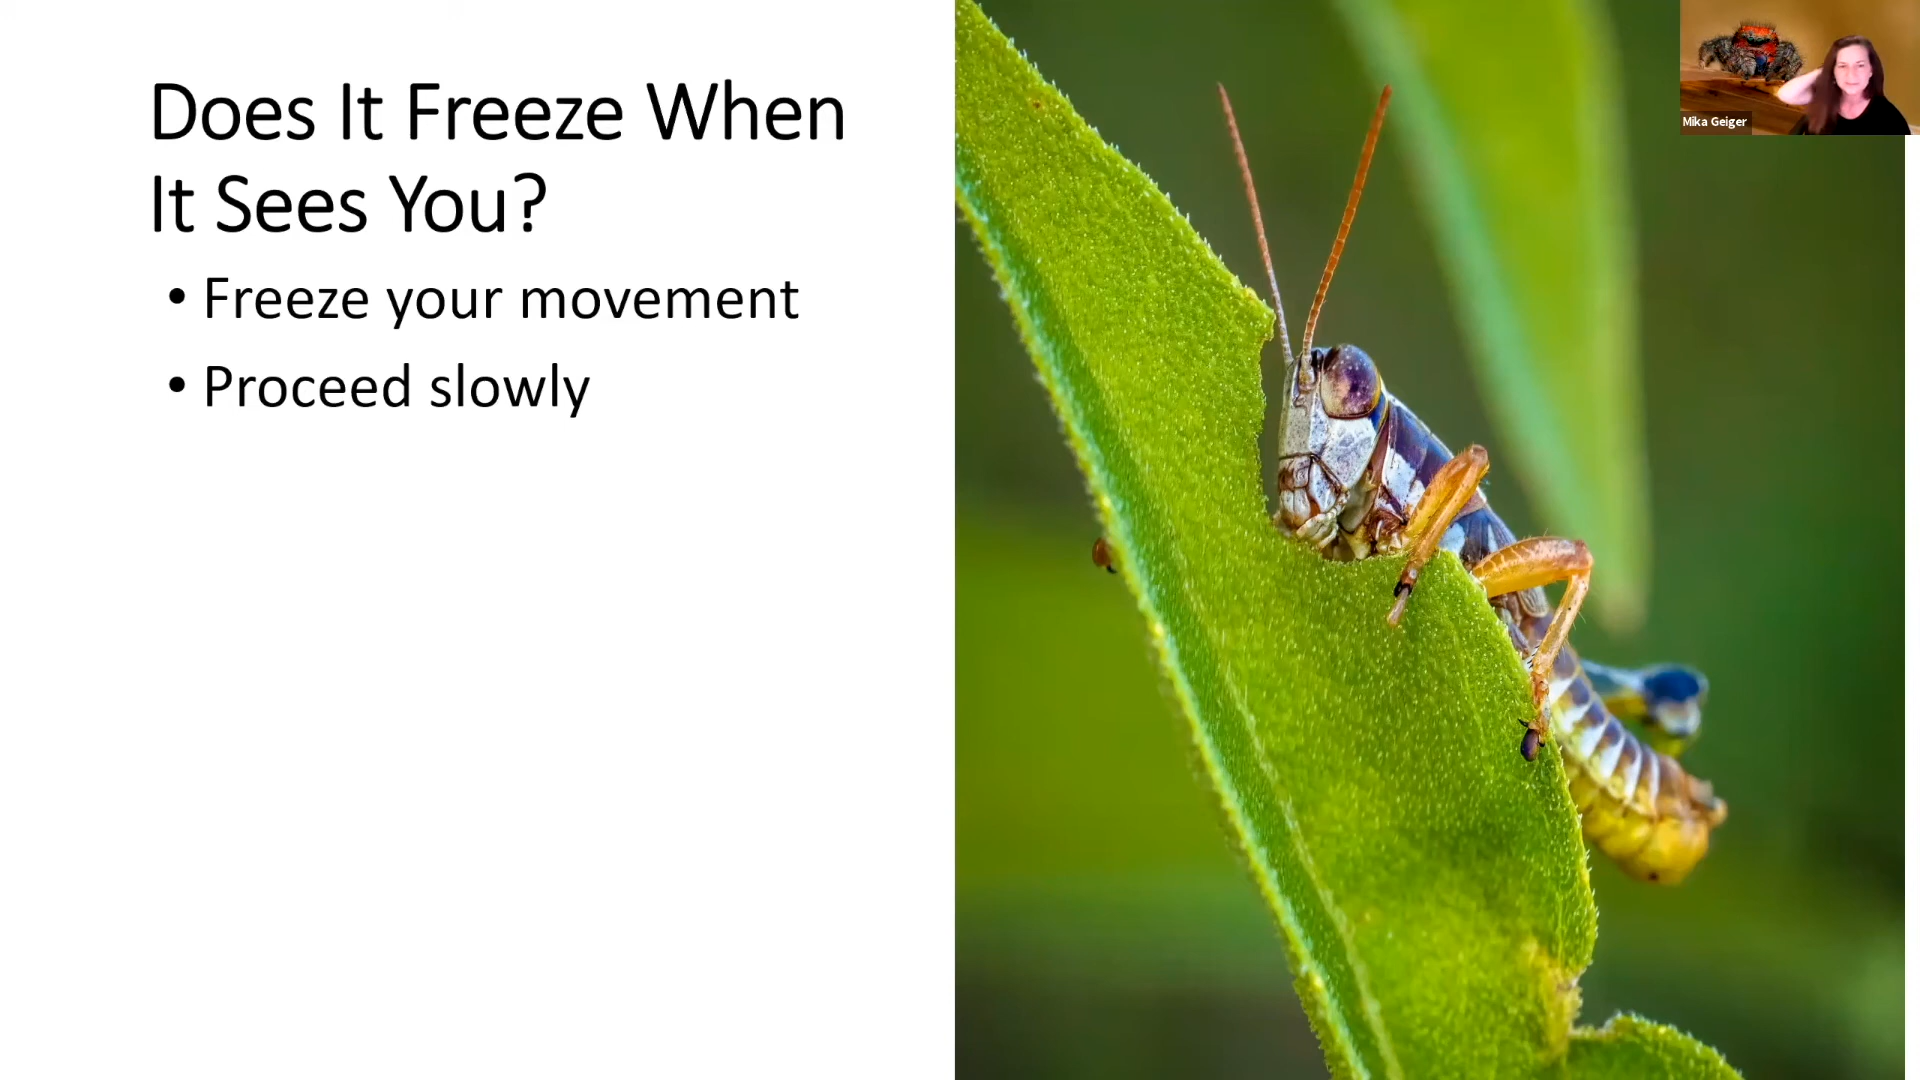 Does It Freeze When
It Sees You?
• Freeze your movement
• Proceed slowly
Mika Geiger